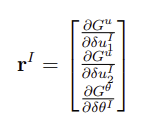 r^I = [ ∂G^u / ∂δu_1^I
∂G^u / ∂δu_2^I
∂G^θ / ∂δθ^I ]